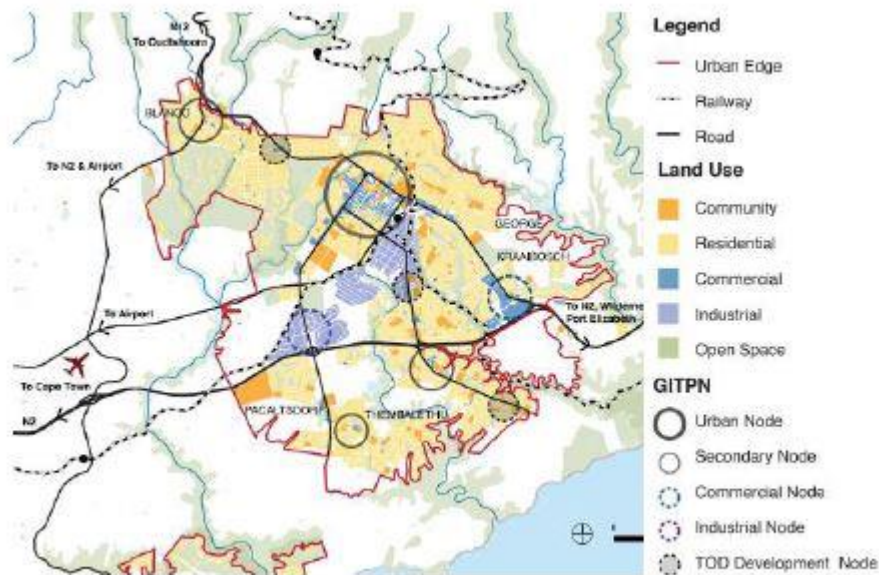 To Oudtshoorn
BLANCO
To N2 & Airport
GEORGE
KRAAIBOSCH
To Airport
To N2, Wilderne
Port Elizabeth
To Cape Town
N2
PACALTSDORP
THEMBALETHU
Legend
Urban Edge
Railway
Road
Land Use
Community
Residential
Commercial
Industrial
Open Space
GITPN
Urban Node
Secondary Node
Commercial Node
Industrial Node
TOD Development Node